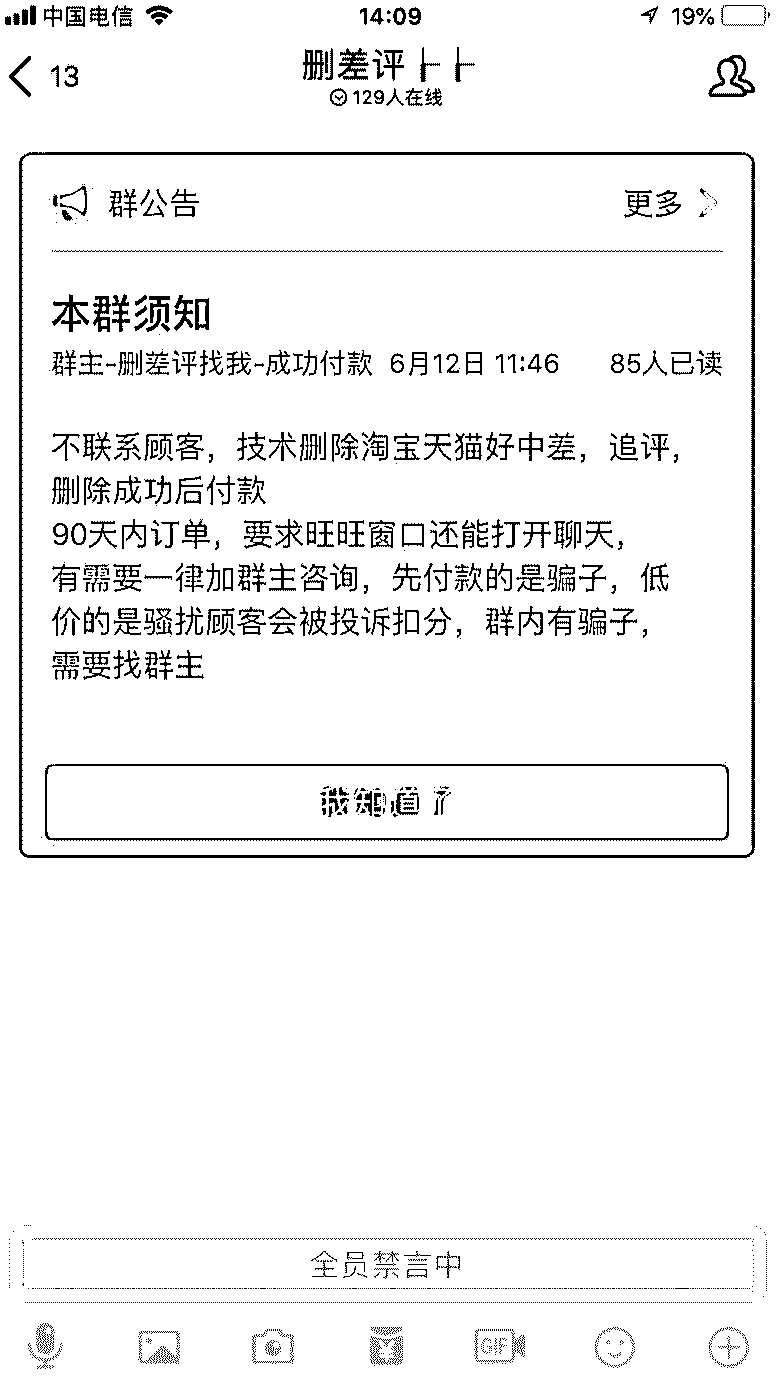 中国电信 14:09 19%
13 删差评┝┝
129人在线
群公告 更多
本群须知
群主-删差评找我-成功付款 6月12日 11:46 85人已读
不联系顾客，技术删除淘宝天猫好中差，追评，
删除成功后付款
90天内订单，要求旺旺窗口还能打开聊天，
有需要一律加群主咨询，先付款的是骗子，低
价的是骚扰顾客会被投诉扣分，群内有骗子，
需要找群主
我知道了
全员禁言中
GIF